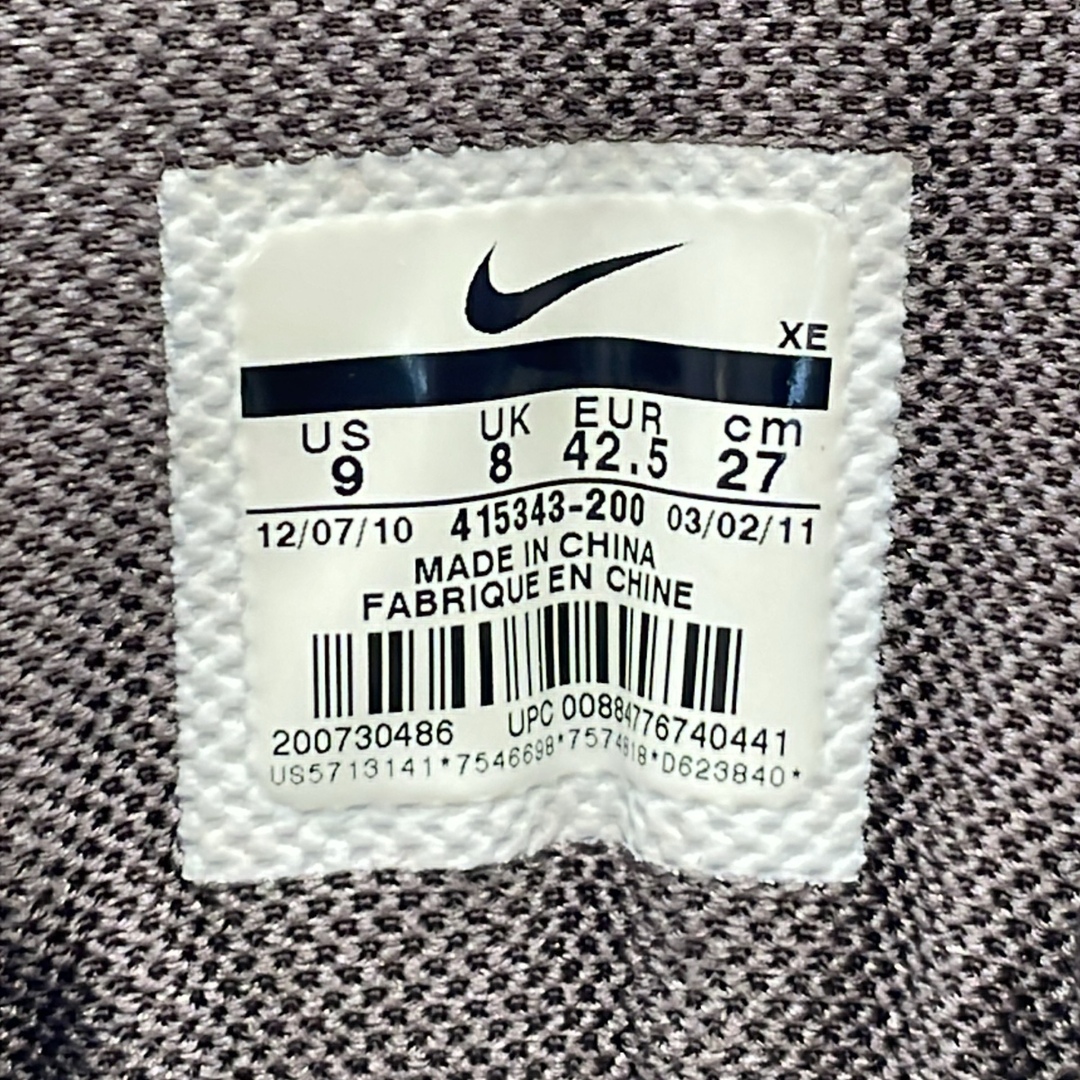 XE
US UK EUR cm
9 8 42.5 27
12/07/10 415343-200 03/02/11
MADE IN CHINA
FABRIQUE EN CHINE
200730486 UPC 00884776740441
US5713141*7546698*7574618*D623840*